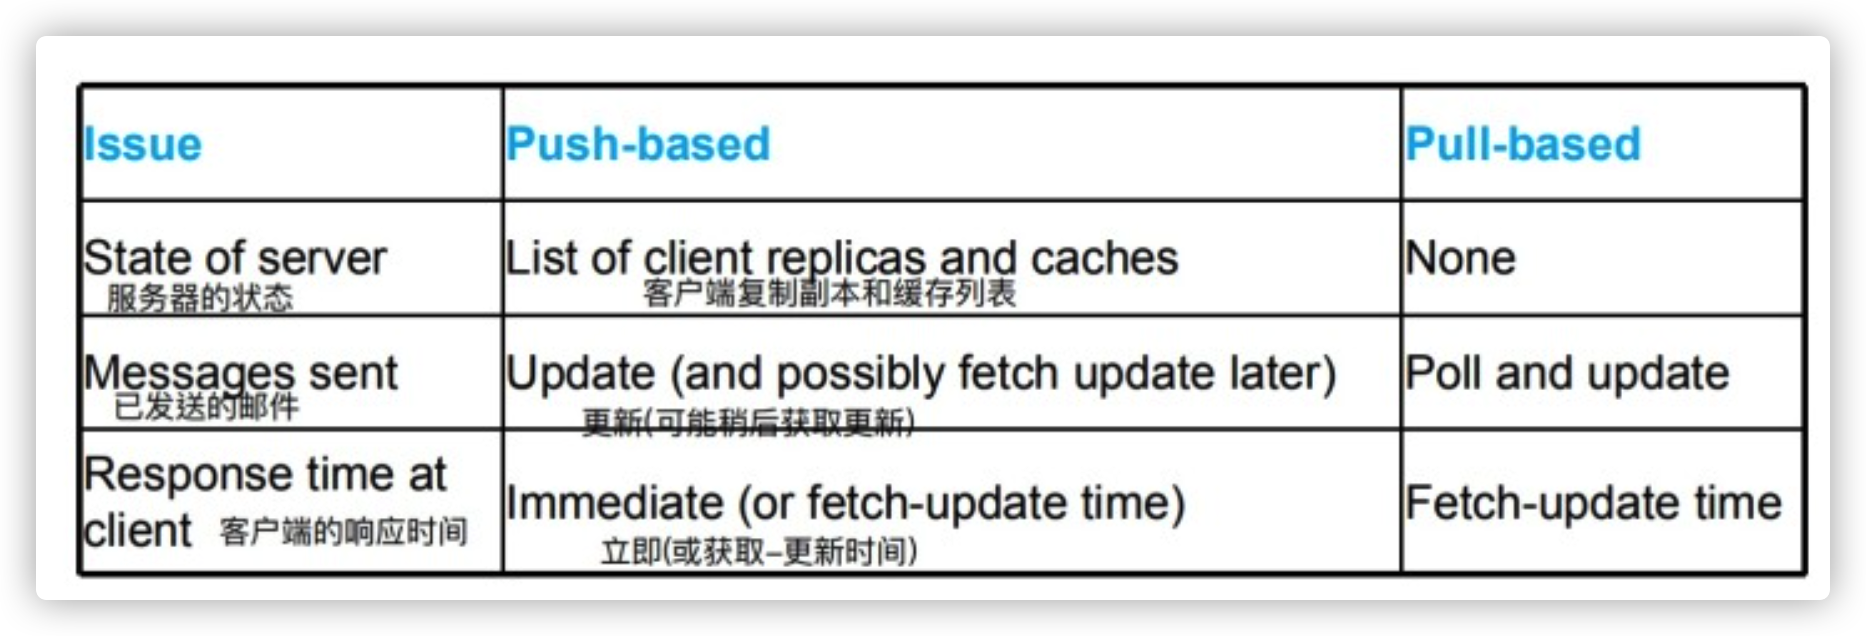 Issue
Push-based
Pull-based
State of server
服务器的状态
List of client replicas and caches
客户端复制副本和缓存列表
None
Messages sent
已发送的邮件
Update (and possibly fetch update later)
更新(可能稍后获取更新)
Poll and update
Response time at
client 客户端的响应时间
Immediate (or fetch-update time)
立即(或获取–更新时间)
Fetch-update time